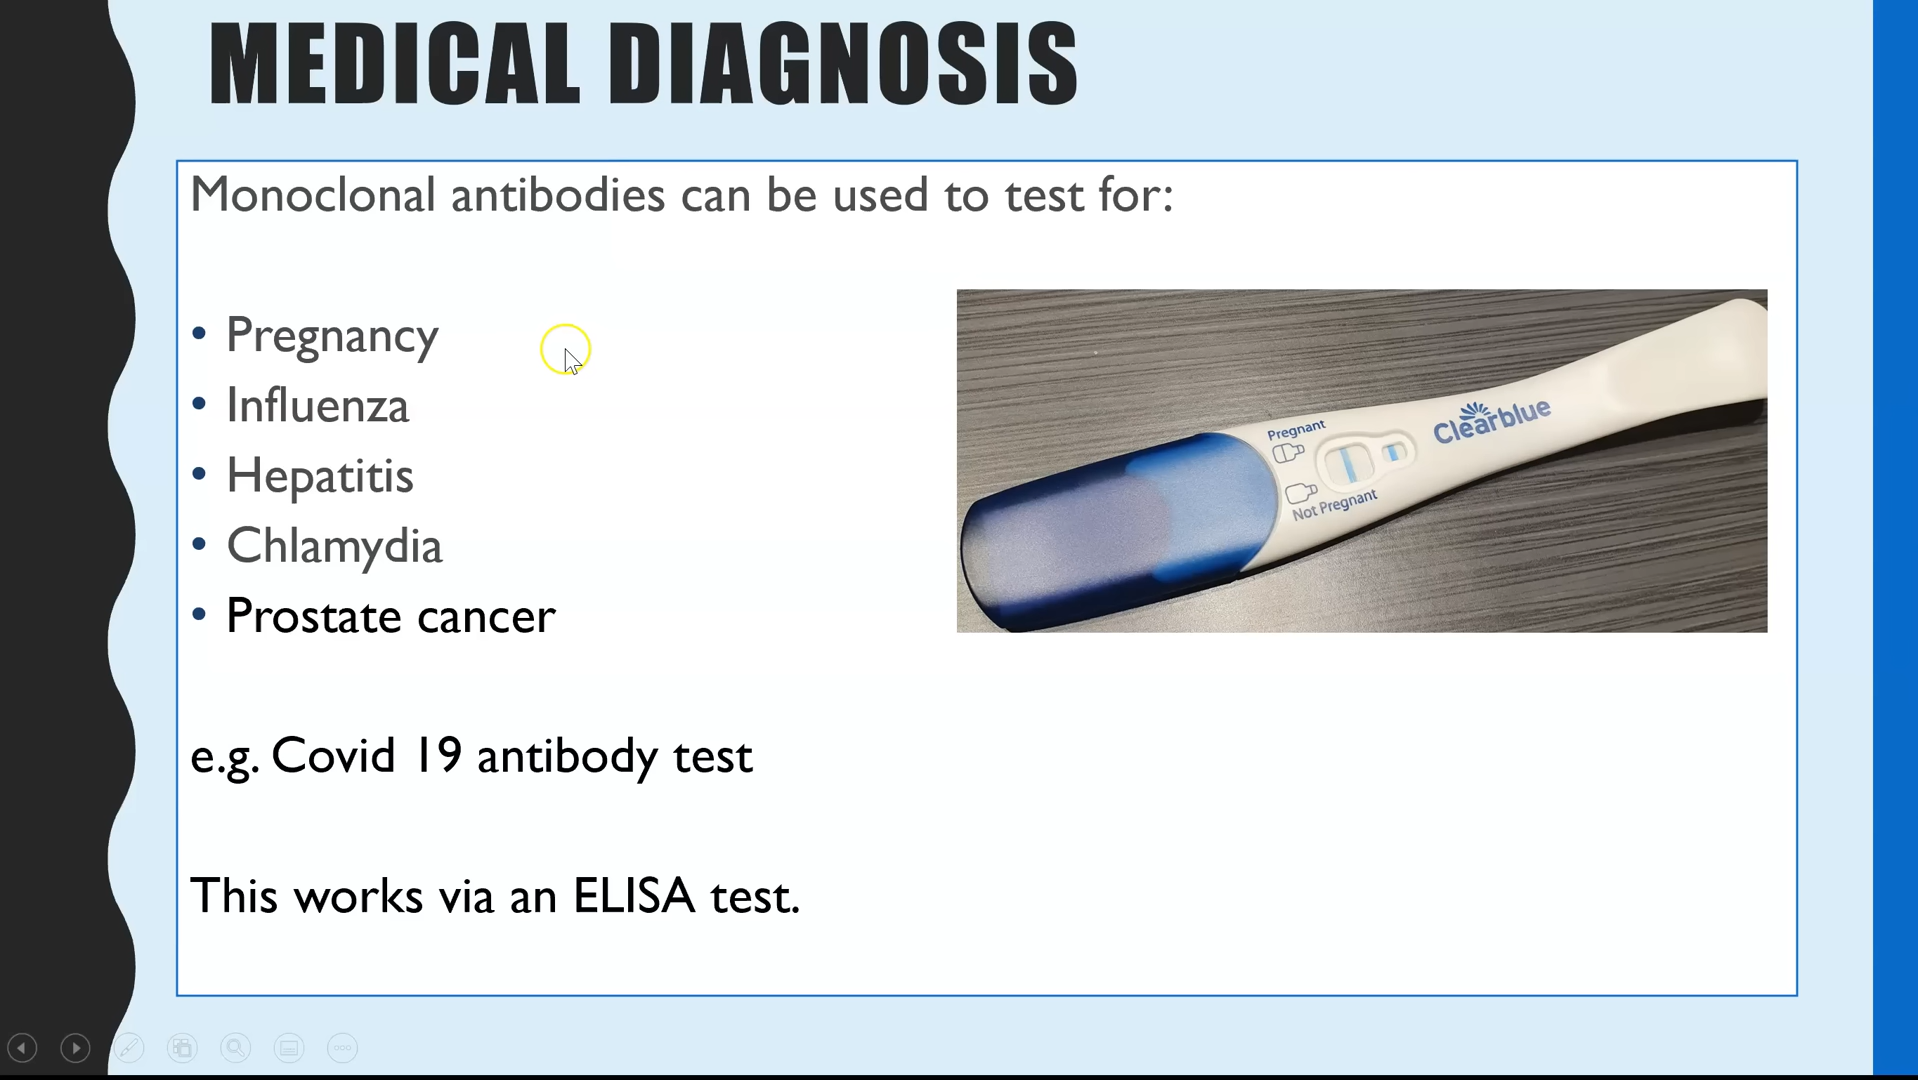 MEDICAL DIAGNOSIS
Monoclonal antibodies can be used to test for:
• Pregnancy
• Influenza
• Hepatitis
• Chlamydia
• Prostate cancer
Pregnant
Not Pregnant
Clearblue
e.g. Covid 19 antibody test
This works via an ELISA test.